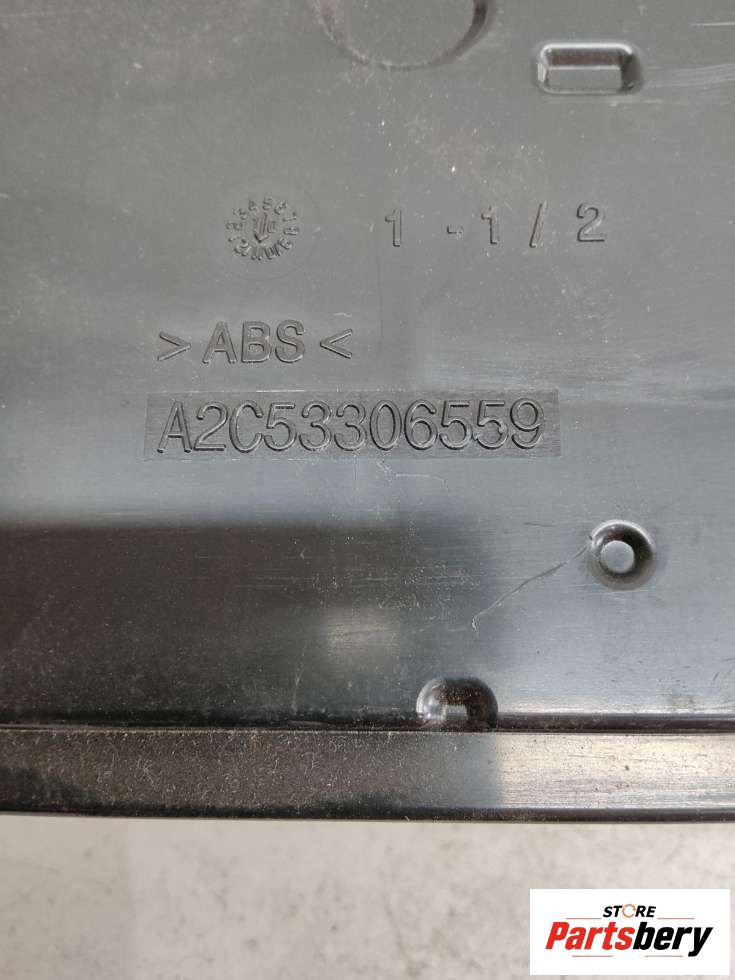 1 - 1 / 2
> ABS <
A2C53306559
STORE
Partsbery